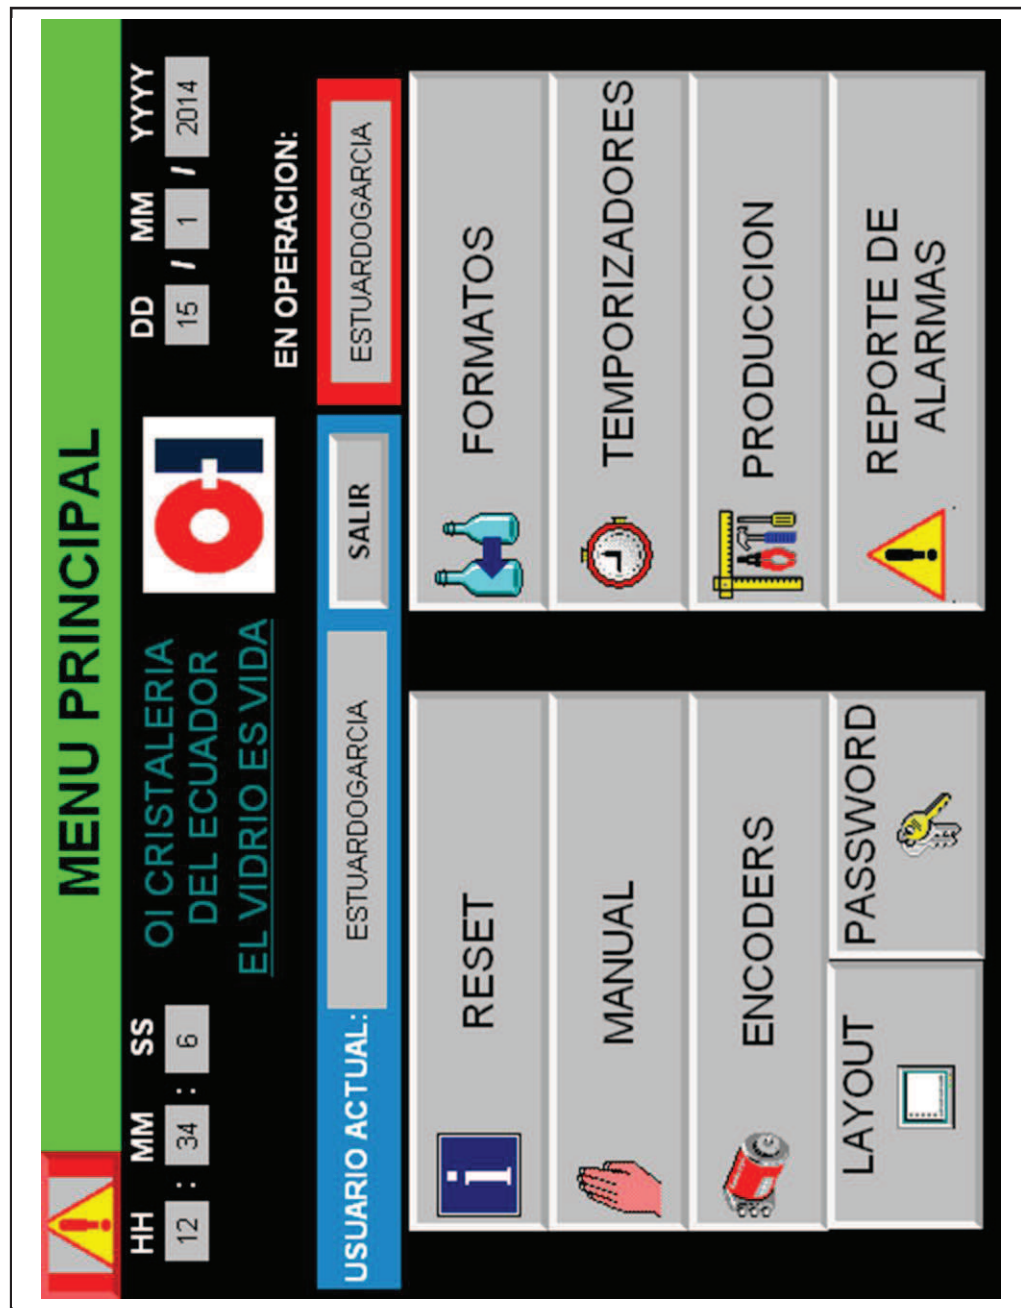 MENU PRINCIPAL
HH MM SS
12 : 34 : 6
OI CRISTALERIA
DEL ECUADOR
EL VIDRIO ES VIDA
DD MM YYYY
15 / 1 / 2014
EN OPERACION:
USUARIO ACTUAL: ESTUARDOGARCIA SALIR ESTUARDOGARCIA
i RESET
FORMATOS
MANUAL
TEMPORIZADORES
ENCODERS
PRODUCCION
LAYOUT
PASSWORD
REPORTE DE
ALARMAS